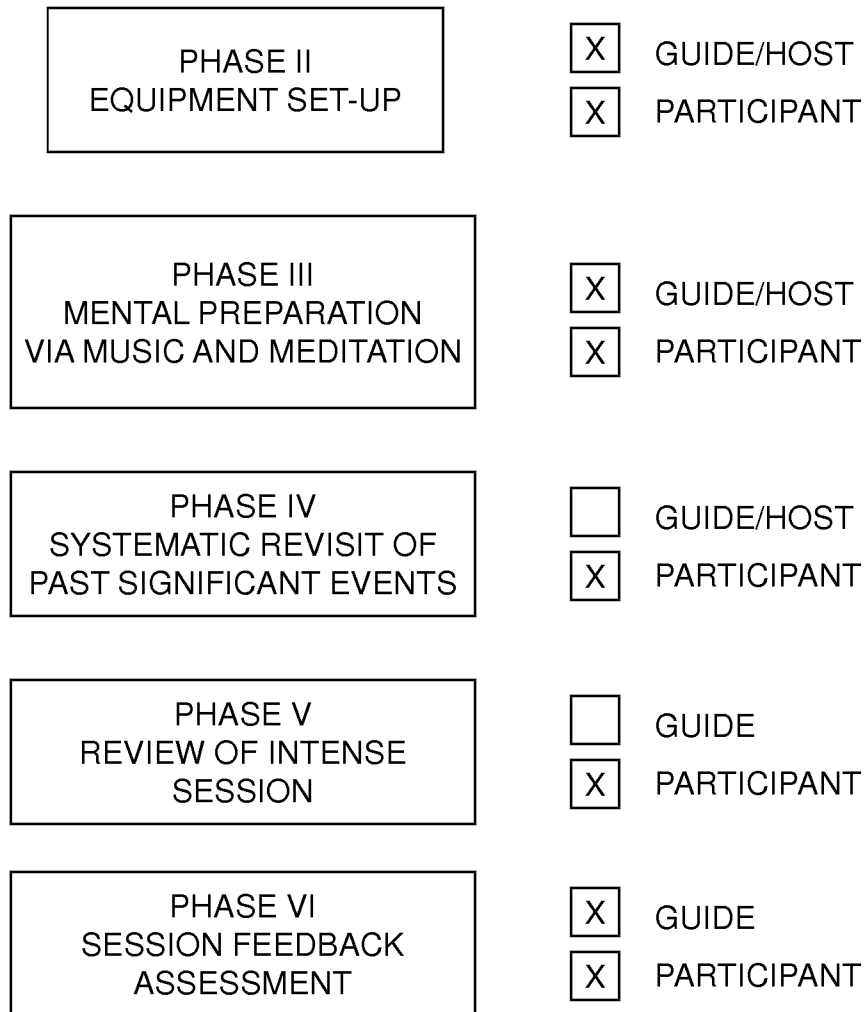 PHASE II
EQUIPMENT SET-UP
X GUIDE/HOST
X PARTICIPANT
PHASE III
MENTAL PREPARATION
VIA MUSIC AND MEDITATION
X GUIDE/HOST
X PARTICIPANT
PHASE IV
SYSTEMATIC REVISIT OF
PAST SIGNIFICANT EVENTS
GUIDE/HOST
X PARTICIPANT
PHASE V
REVIEW OF INTENSE
SESSION
GUIDE
X PARTICIPANT
PHASE VI
SESSION FEEDBACK
ASSESSMENT
X GUIDE
X PARTICIPANT